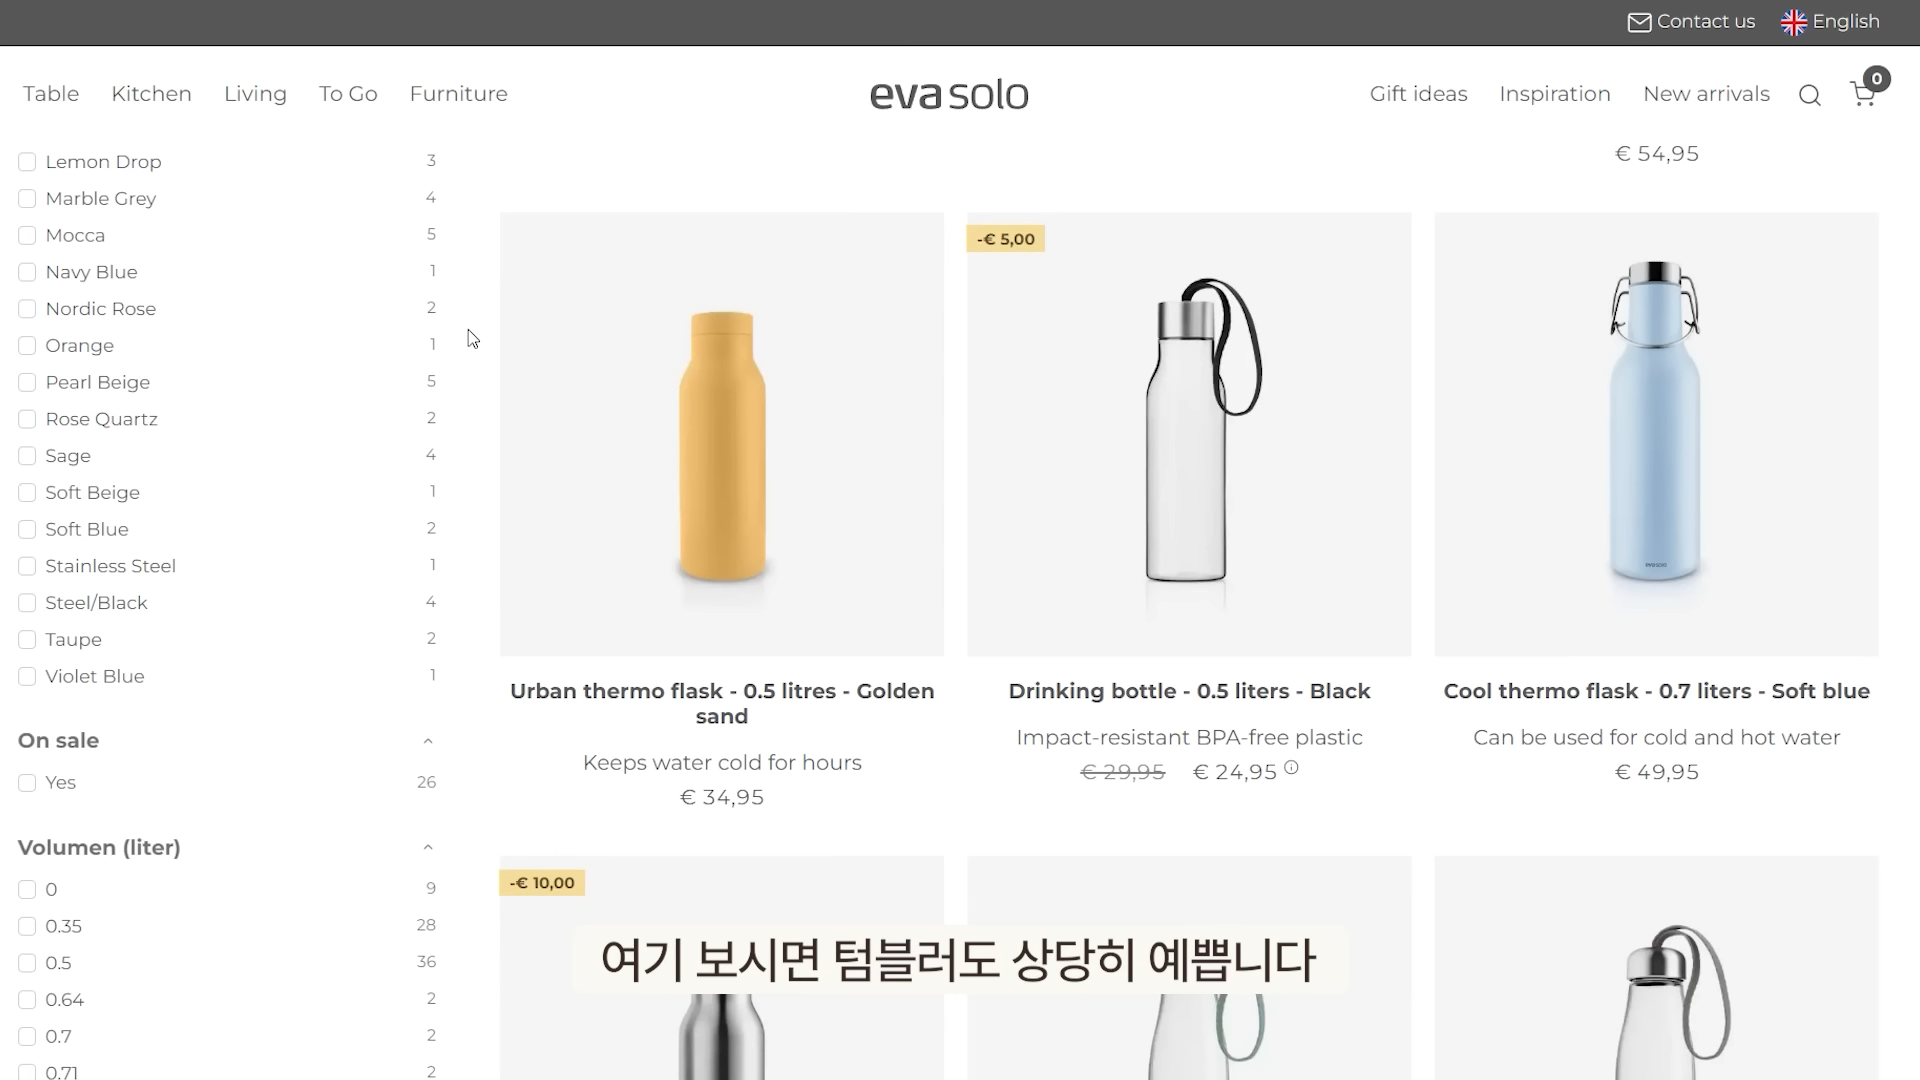 Contact us
English
Table
Kitchen
Living
To Go
Furniture
eva solo
Gift ideas
Inspiration
New arrivals
0
Lemon Drop 3
Marble Grey 4
Mocca 5
Navy Blue 1
Nordic Rose 2
Orange 1
Pearl Beige 5
Rose Quartz 2
Sage 4
Soft Beige 1
Soft Blue 2
Stainless Steel 1
Steel/Black 4
Taupe 2
Violet Blue 1
On sale
Yes 26
Volumen (liter)
0 9
0.35 28
0.5 36
0.64 2
0.7 2
0.71 2
€ 54,95
Urban thermo flask - 0.5 litres - Golden
sand
Keeps water cold for hours
€ 34,95
-€ 5,00
Drinking bottle - 0.5 liters - Black
Impact-resistant BPA-free plastic
€ 29,95 € 24,95
eva solo
Cool thermo flask - 0.7 liters - Soft blue
Can be used for cold and hot water
€ 49,95
-€ 10,00
여기 보시면 텀블러도 상당히 예쁩니다